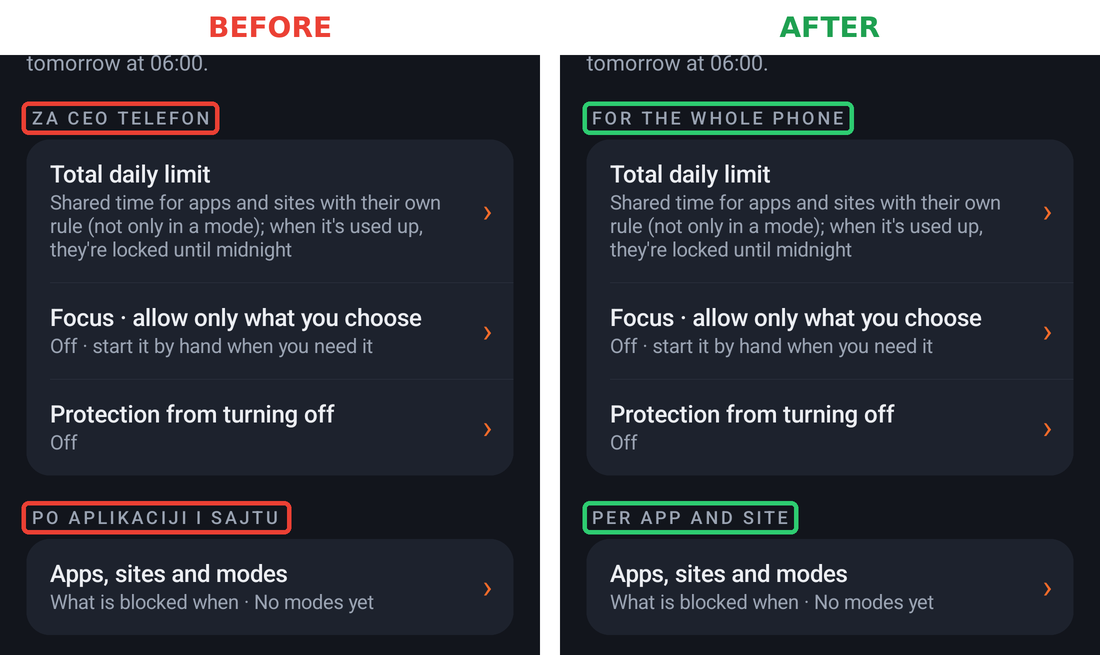 BEFORE
tomorrow at 06:00.
ZA CEO TELEFON
Total daily limit
Shared time for apps and sites with their own
rule (not only in a mode); when it's used up,
they're locked until midnight
Focus · allow only what you choose
Off · start it by hand when you need it
Protection from turning off
Off
PO APLIKACIJI I SAJTU
Apps, sites and modes
What is blocked when · No modes yet
AFTER
tomorrow at 06:00.
FOR THE WHOLE PHONE
Total daily limit
Shared time for apps and sites with their own
rule (not only in a mode); when it's used up,
they're locked until midnight
Focus · allow only what you choose
Off · start it by hand when you need it
Protection from turning off
Off
PER APP AND SITE
Apps, sites and modes
What is blocked when · No modes yet